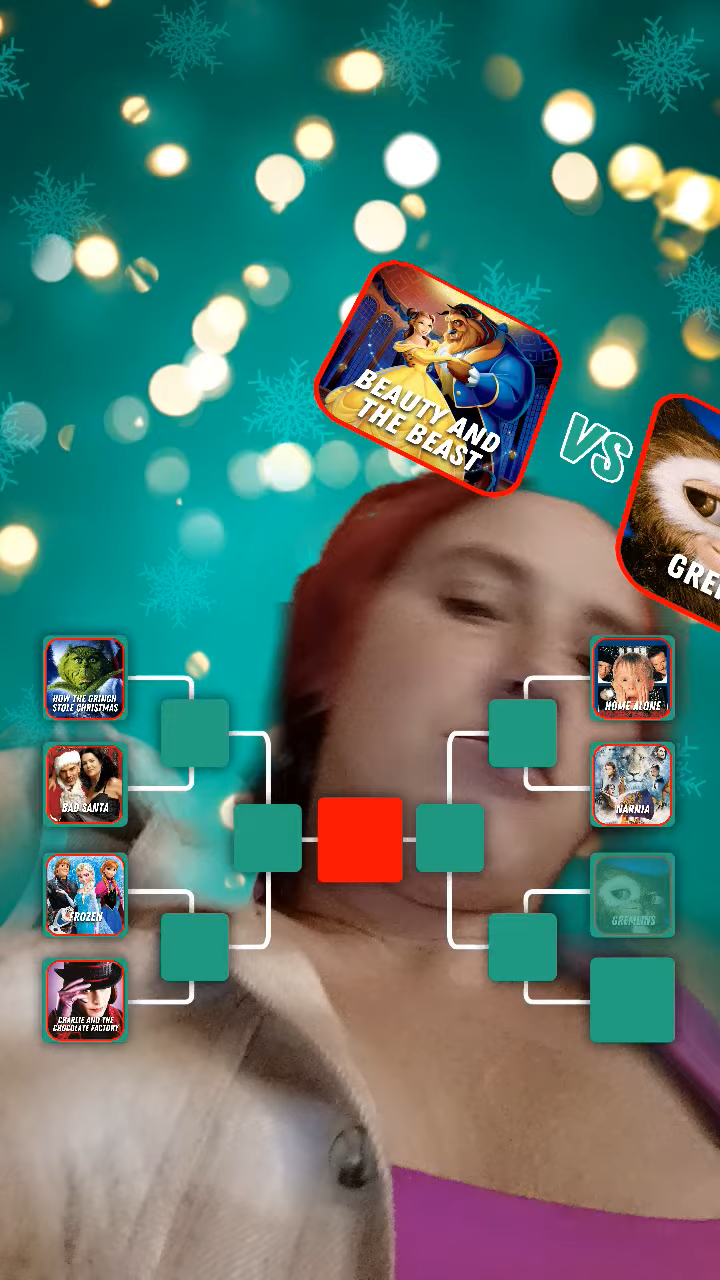 BEAUTY AND
THE BEAST
VS
GRE
HOW THE GRINCH
STOLE CHRISTMAS
HOME ALONE
BAD SANTA
NARNIA
FROZEN
GREMLINS
CHARLIE AND THE
CHOCOLATE FACTORY